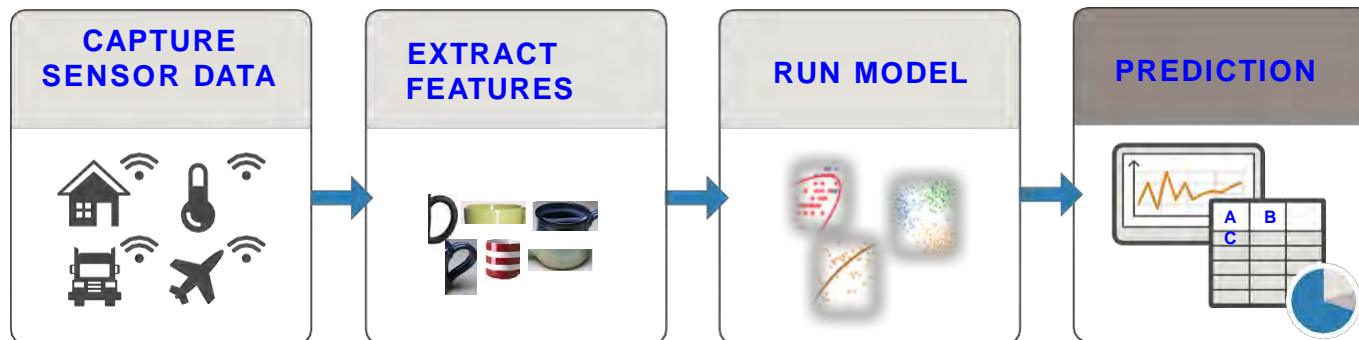 CAPTURE
SENSOR DATA
EXTRACT
FEATURES
RUN MODEL
PREDICTION
A B
C